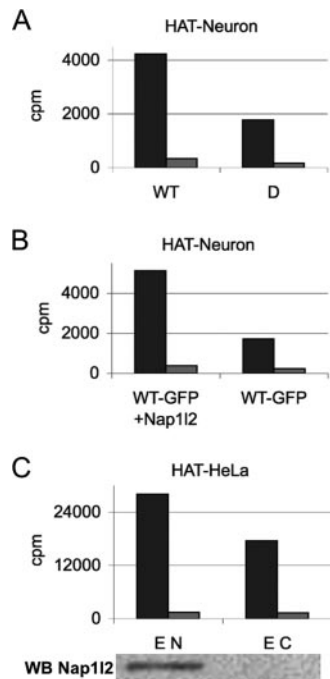 A
HAT-Neuron
cpm
4000
2000
0
WT
D
B
HAT-Neuron
cpm
4000
2000
0
WT-GFP
+Nap1l2
WT-GFP
C
HAT-HeLa
cpm
24000
12000
0
E N
E C
WB Nap1l2